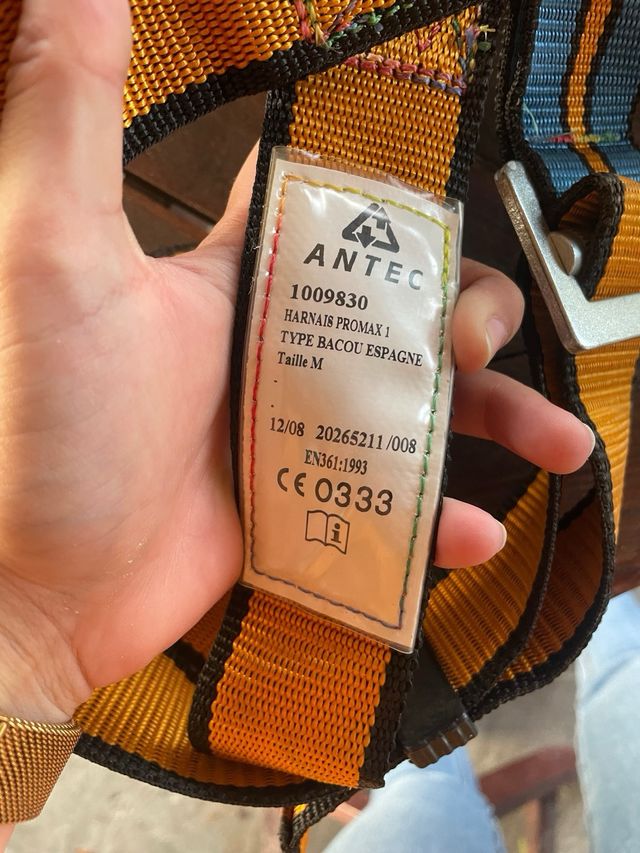 ANTEC
1009830
HARNAIS PROMAX 1
TYPE BACOU ESPAGNE
Taille M
12/08 20265211/008
EN361:1993
CE 0333
i